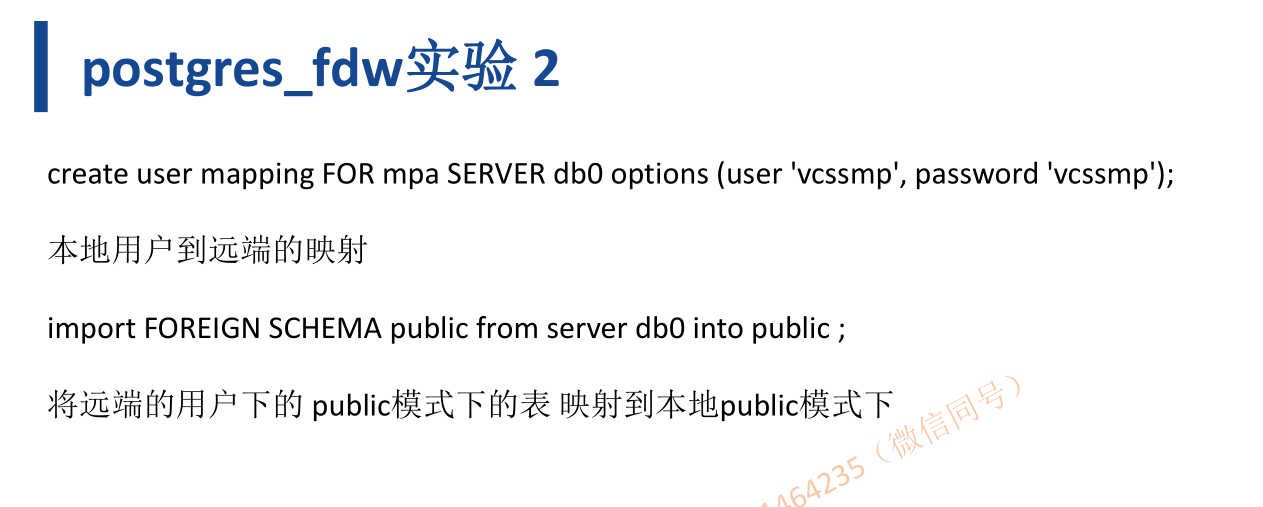 postgres_fdw实验 2
create user mapping FOR mpa SERVER db0 options (user 'vcssmp', password 'vcssmp');
本地用户到远端的映射
import FOREIGN SCHEMA public from server db0 into public ;
将远端的用户下的 public模式下的表 映射到本地public模式下
464235（微信同号）